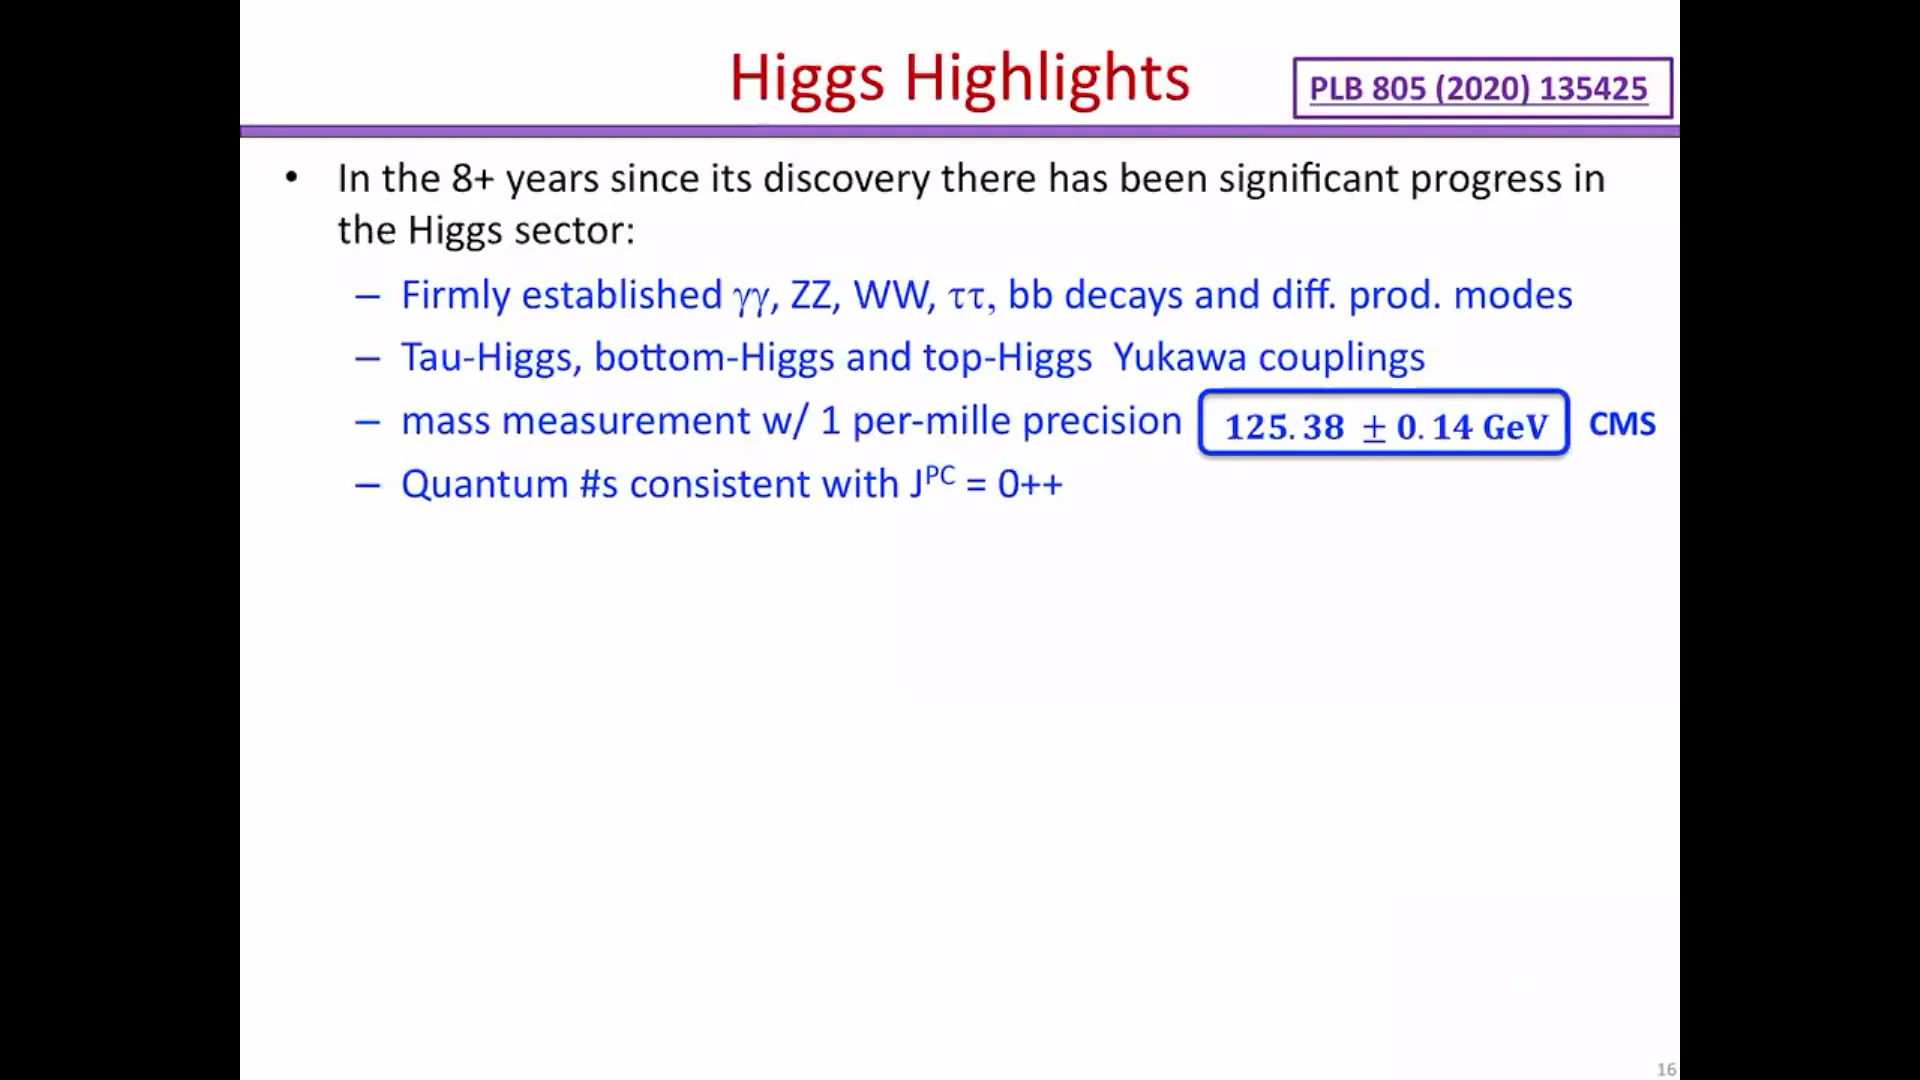 Higgs Highlights
PLB 805 (2020) 135425
• In the 8+ years since its discovery there has been significant progress in
the Higgs sector:
– Firmly established γγ, ZZ, WW, ττ, bb decays and diff. prod. modes
– Tau-Higgs, bottom-Higgs and top-Higgs Yukawa couplings
– mass measurement w/ 1 per-mille precision 125.38 ± 0.14 GeV CMS
– Quantum #s consistent with J^PC = 0++
16